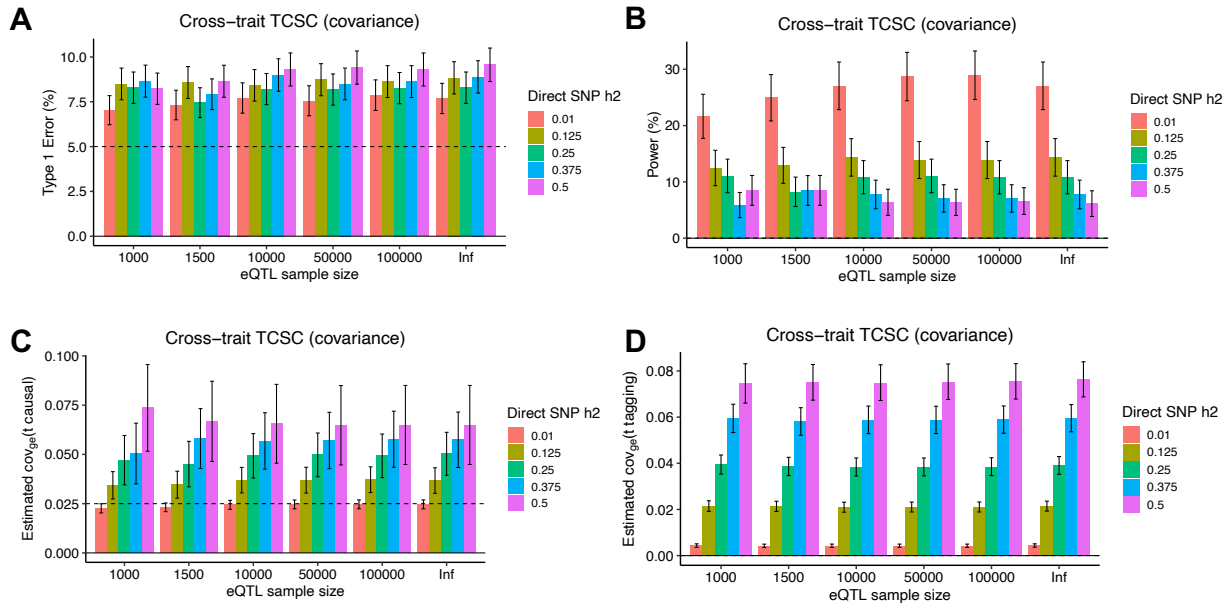 A
Cross−trait TCSC (covariance)
Type 1 Error (%)
10.0
7.5
5.0
2.5
0.0
1000 1500 10000 50000 100000 Inf
eQTL sample size
Direct SNP h2
0.01
0.125
0.25
0.375
0.5
B
Cross−trait TCSC (covariance)
Power (%)
30
20
10
0
1000 1500 10000 50000 100000 Inf
eQTL sample size
Direct SNP h2
0.01
0.125
0.25
0.375
0.5
C
Cross−trait TCSC (covariance)
Estimated covge(t causal)
0.100
0.075
0.050
0.025
0.000
1000 1500 10000 50000 100000 Inf
eQTL sample size
Direct SNP h2
0.01
0.125
0.25
0.375
0.5
D
Cross−trait TCSC (covariance)
Estimated covge(t tagging)
0.08
0.06
0.04
0.02
0.00
1000 1500 10000 50000 100000 Inf
eQTL sample size
Direct SNP h2
0.01
0.125
0.25
0.375
0.5